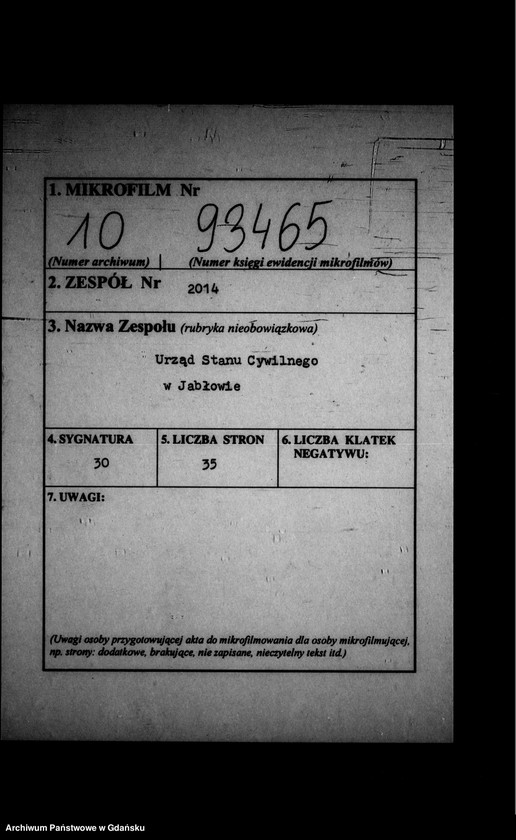 1. MIKROFILM Nr
10 93465
(Numer archiwum) (Numer księgi ewidencji mikrofilmów)
2. ZESPÓŁ Nr 2014
3. Nazwa Zespołu (rubryka nieobowiązkowa)
Urząd Stanu Cywilnego
w Jabłowie
4. SYGNATURA 5. LICZBA STRON 6. LICZBA KLATEK
NEGATYWU:
30 35
7. UWAGI:
(Uwagi osoby przygotowującej akta do mikrofilmowania dla osoby mikrofilmującej,
np. strony: dodatkowe, brakujące, nie zapisane, nieczytelny tekst itd.)
Archiwum Państwowe w Gdańsku